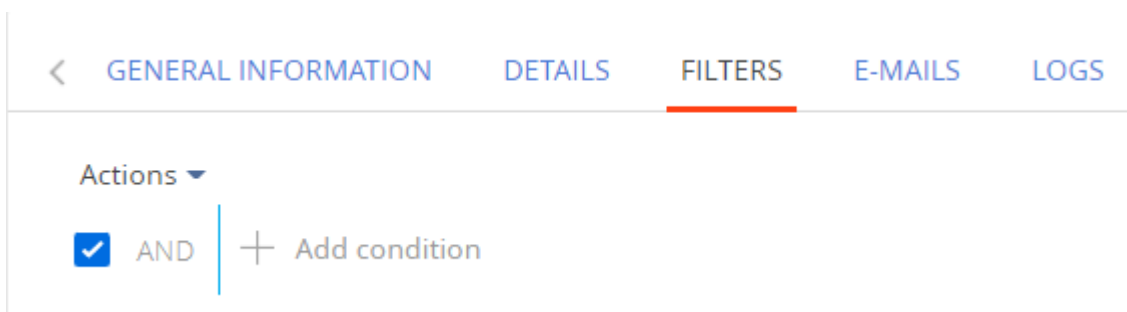 GENERAL INFORMATION DETAILS FILTERS E-MAILS LOGS
Actions
AND Add condition